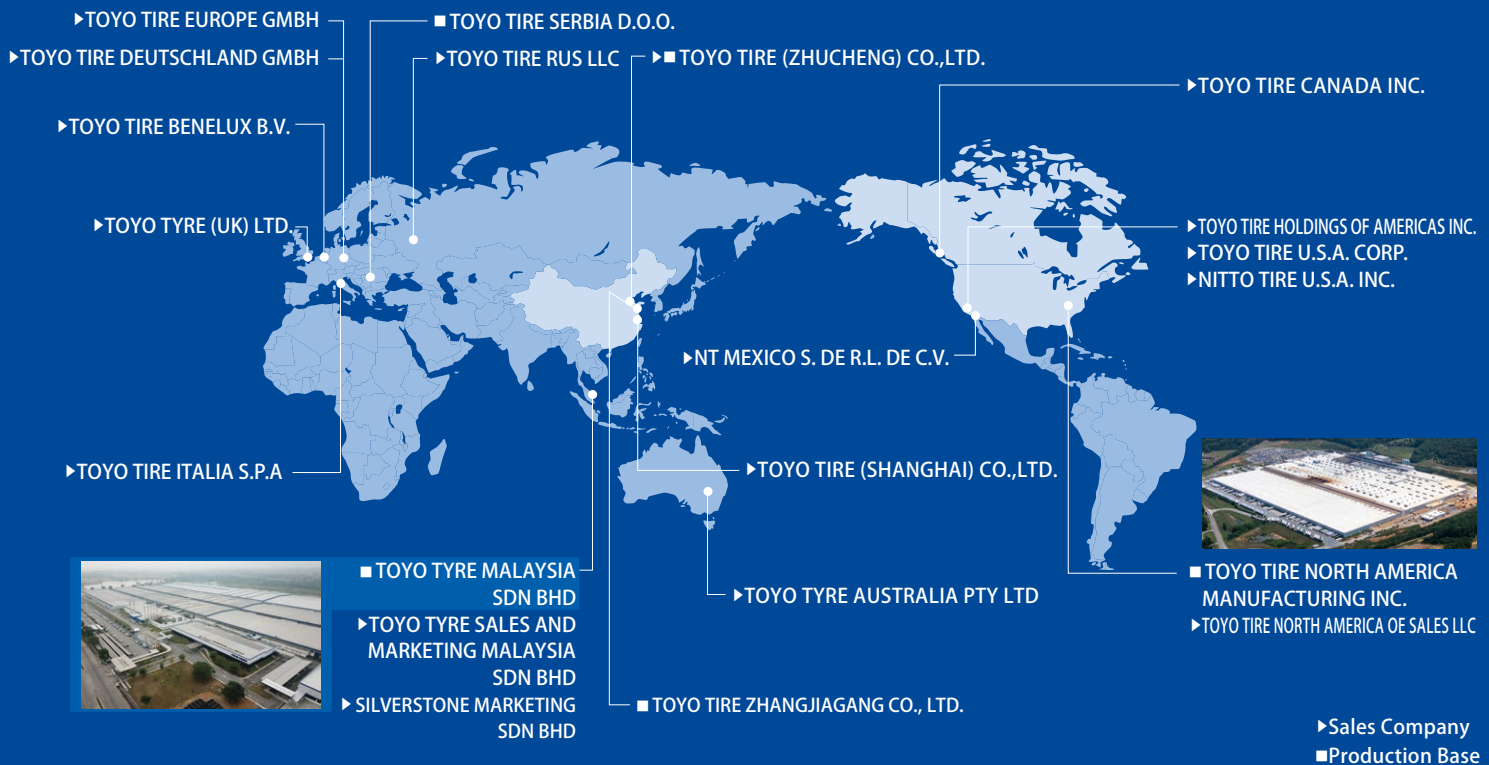 ▶TOYO TIRE EUROPE GMBH
■ TOYO TIRE SERBIA D.O.O.
▶TOYO TIRE DEUTSCHLAND GMBH
▶TOYO TIRE RUS LLC
▶■ TOYO TIRE (ZHUCHENG) CO.,LTD.
▶TOYO TIRE CANADA INC.
▶TOYO TIRE BENELUX B.V.
▶TOYO TYRE (UK) LTD.
▶TOYO TIRE HOLDINGS OF AMERICAS INC.
▶TOYO TIRE U.S.A. CORP.
▶NITTO TIRE U.S.A. INC.
▶NT MEXICO S. DE R.L. DE C.V.
▶TOYO TIRE ITALIA S.P.A
▶TOYO TIRE (SHANGHAI) CO.,LTD.
■ TOYO TYRE MALAYSIA
SDN BHD
▶TOYO TYRE SALES AND
MARKETING MALAYSIA
SDN BHD
▶ SILVERSTONE MARKETING
SDN BHD
▶TOYO TYRE AUSTRALIA PTY LTD
■ TOYO TIRE NORTH AMERICA
MANUFACTURING INC.
▶TOYO TIRE NORTH AMERICA OE SALES LLC
■ TOYO TIRE ZHANGJIAGANG CO., LTD.
▶Sales Company
■Production Base